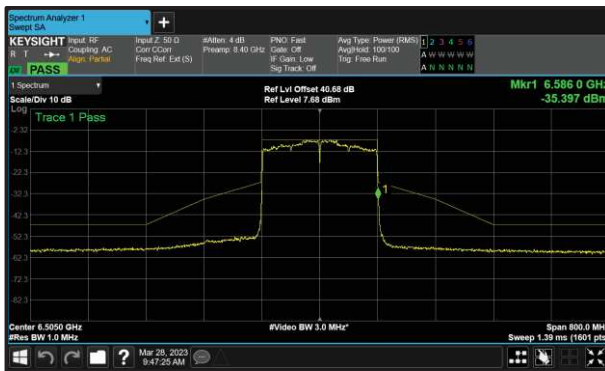 Spectrum Analyzer 1
Swept SA
KEYSIGHT
R T
PASS
Input: RF
Coupling: AC
Align: Partial
Input Z: 50 Ω
Corr CCorr
Freq Ref: Ext (S)
#Atten: 4 dB
Preamp: 8.40 GHz
PNO: Fast
Gate: Off
IF Gain: Low
Sig Track: Off
Avg Type: Power (RMS)
Avg|Hold: 100/100
Trig: Free Run
1 2 3 4 5 6
A W W W W W
A N N N N N
1 Spectrum
Scale/Div 10 dB
Log
Ref Lvl Offset 40.68 dB
Ref Level 7.68 dBm
Mkr1 6.586 0 GHz
-35.397 dBm
Trace 1 Pass
-2.32
-12.3
-22.3
-32.3
-42.3
-52.3
-62.3
-72.3
-82.3
1
Center 6.5050 GHz
#Res BW 1.0 MHz
#Video BW 3.0 MHz*
Span 800.0 MHz
Sweep 1.39 ms (1601 pts)
?
Mar 28, 2023
9:47:25 AM